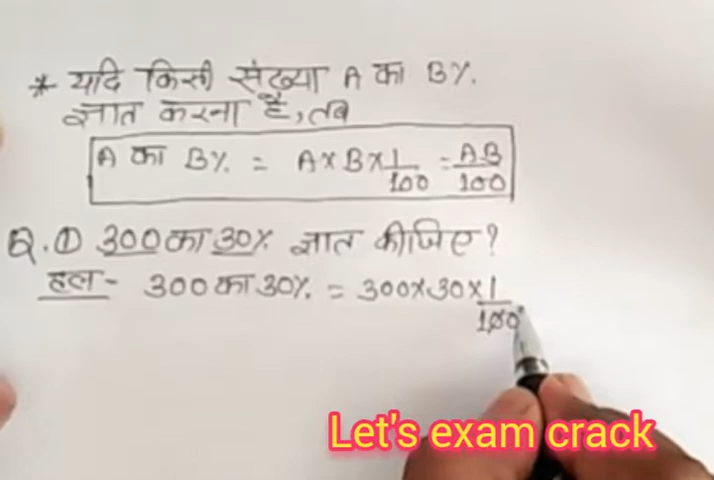 * यदि किसी संख्या A का B%.
ज्ञात करना है, तब
A का B% = A×B×1/100 = AB/100
Q.① 300 का 30% ज्ञात कीजिए?
हल- 300 का 30% = 300×30×1/100
Let's exam crack